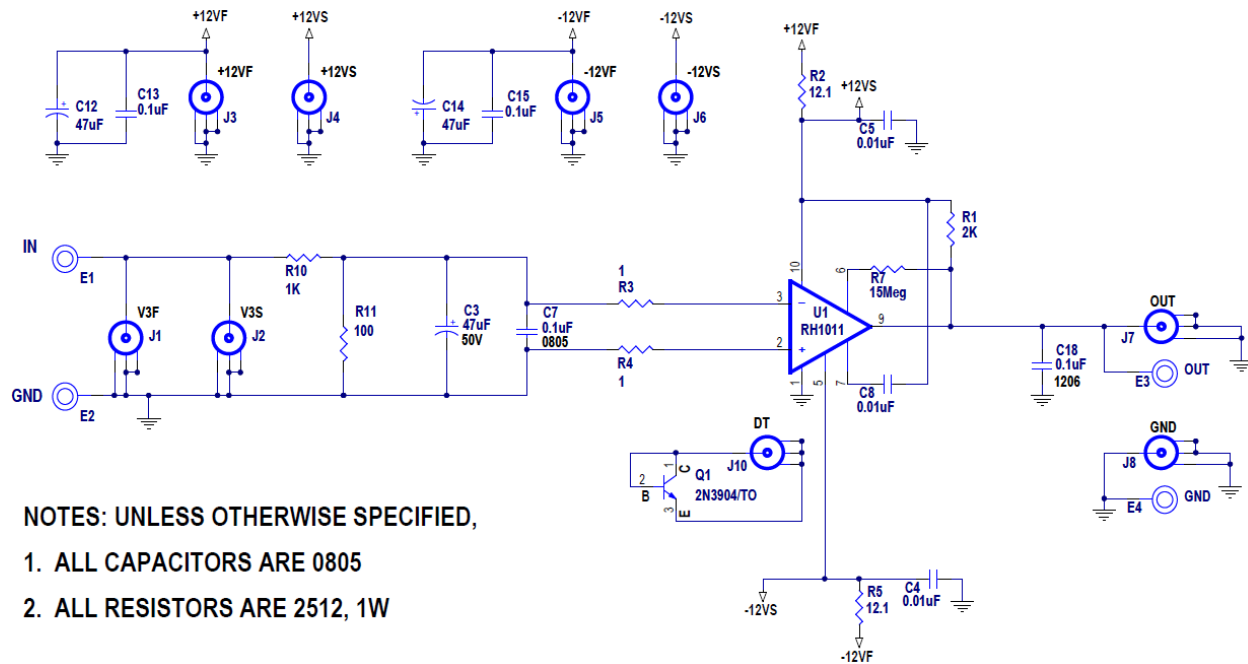 +12VF
+12VS
-12VF
-12VS
+12VF
C12
47uF
C13
0.1uF
+12VF
J3
+12VS
J4
C14
47uF
C15
0.1uF
-12VF
J5
-12VS
J6
R2
12.1
+12VS
C5
0.01uF
IN
E1
R10
1K
V3F
J1
V3S
J2
R11
100
C3
47uF
50V
C7
0.1uF
0805
1
R3
R4
1
GND
E2
10
3
2
U1
RH1011
9
6
R7
15Meg
R1
2K
1
5
7
C8
0.01uF
C18
0.1uF
1206
OUT
J7
E3
OUT
GND
J8
E4
GND
DT
J10
Q1
2N3904/TO
1
C
2
B
3
E
-12VS
R5
12.1
C4
0.01uF
-12VF
NOTES: UNLESS OTHERWISE SPECIFIED,
1. ALL CAPACITORS ARE 0805
2. ALL RESISTORS ARE 2512, 1W